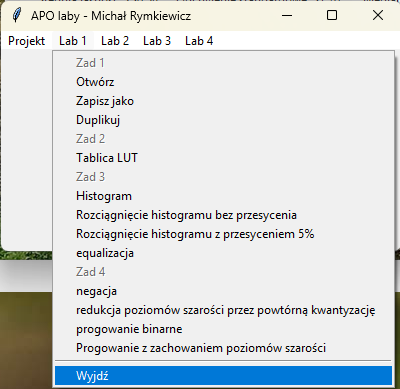 APO laby - Michał Rymkiewicz
Projekt Lab 1 Lab 2 Lab 3 Lab 4
Zad 1
Otwórz
Zapisz jako
Duplikuj
Zad 2
Tablica LUT
Zad 3
Histogram
Rozciągnięcie histogramu bez przesycenia
Rozciągnięcie histogramu z przesyceniem 5%
equalizacja
Zad 4
negacja
redukcja poziomów szarości przez powtórną kwantyzację
progowanie binarne
Progowanie z zachowaniem poziomów szarości
Wyjdź